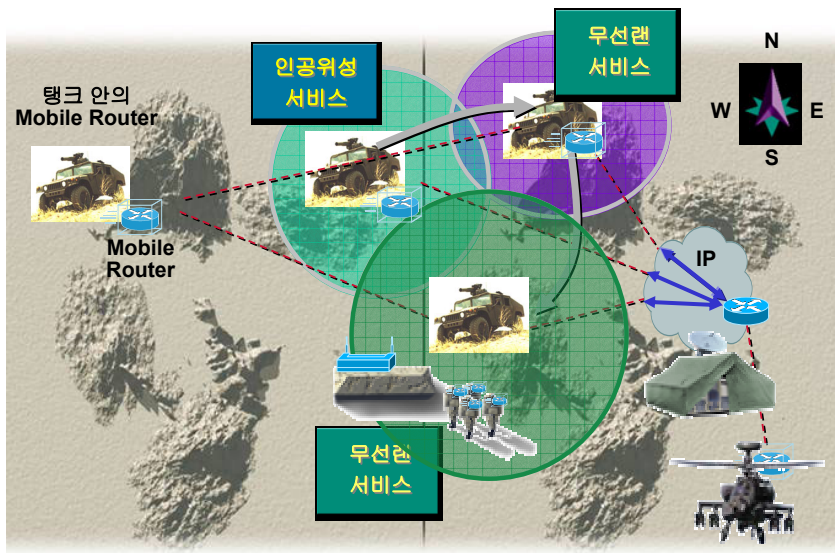 탱크 안의
Mobile Router
Mobile
Router
인공위성
서비스
무선랜
서비스
N
W
E
S
IP
무선랜
서비스